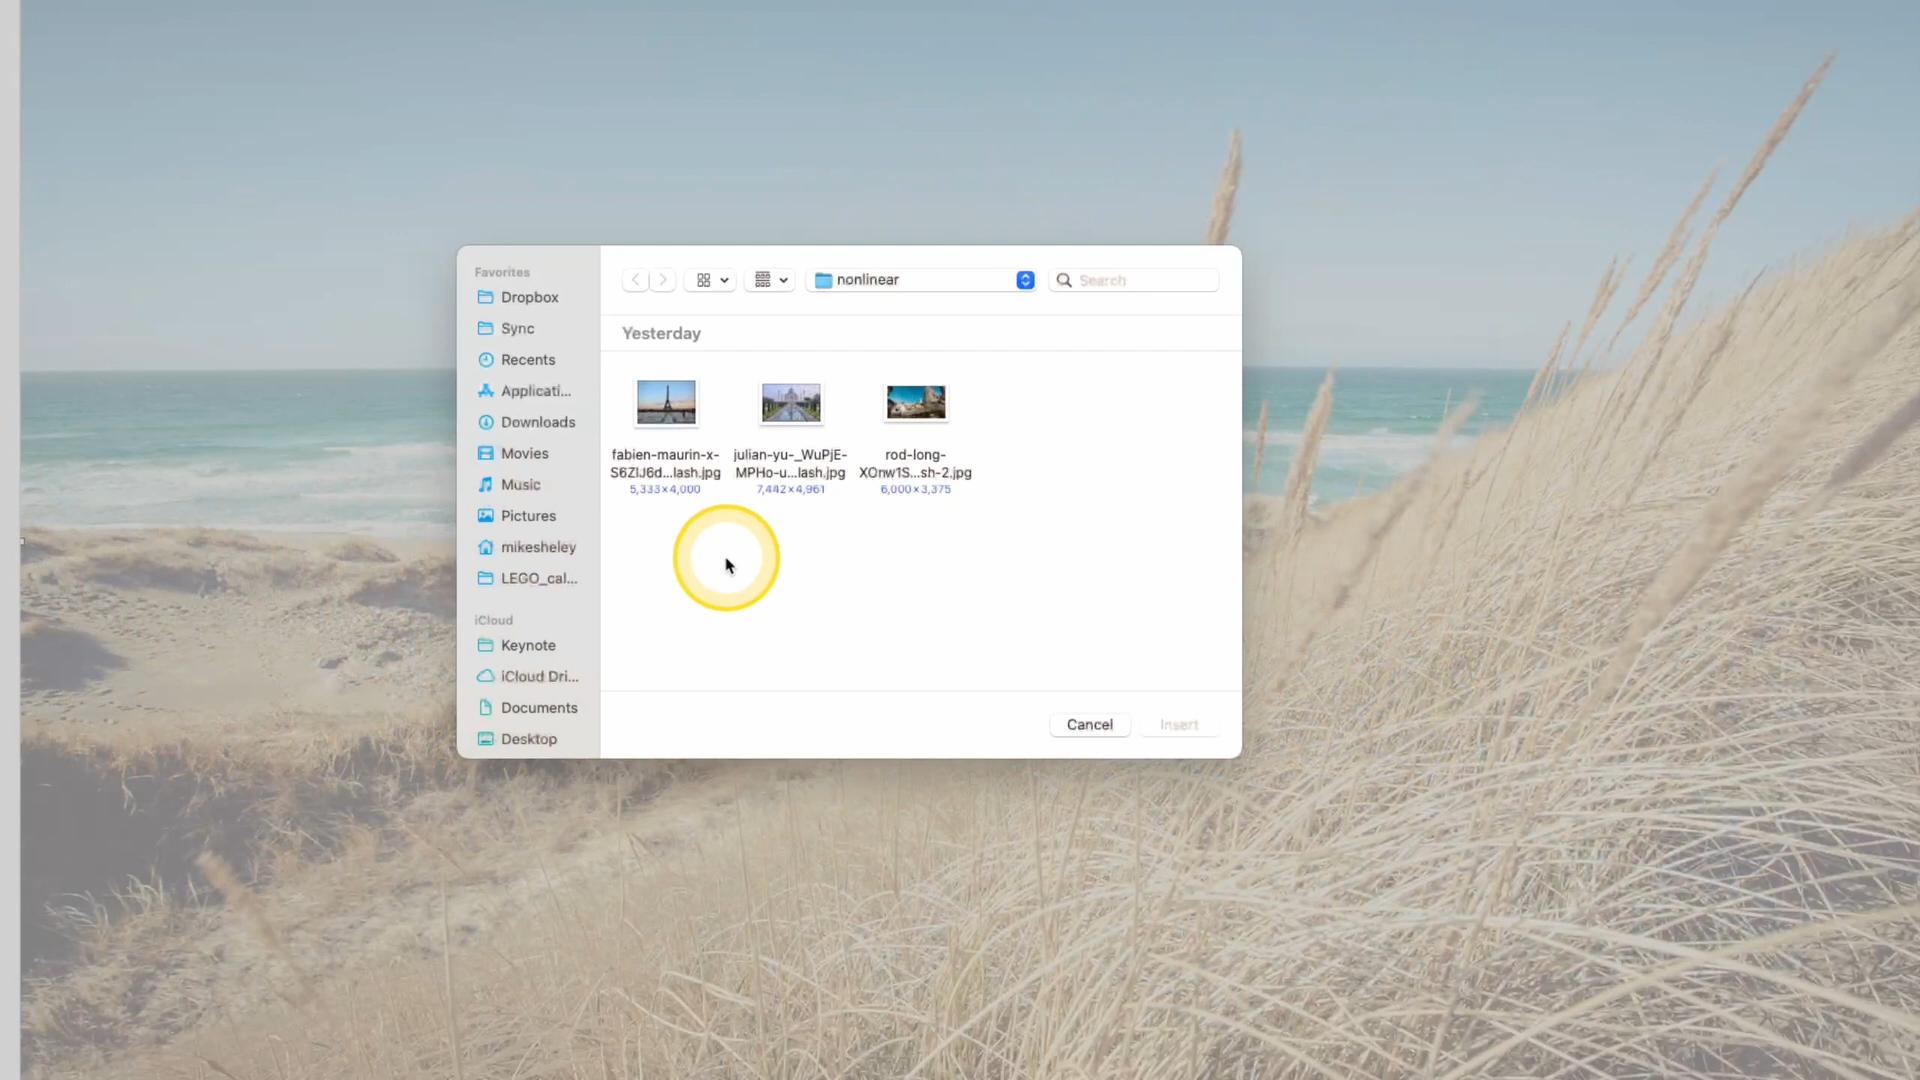 Favorites
Dropbox
Sync
Recents
Applicati...
Downloads
Movies
Music
Pictures
mikesheley
LEGO_cal...
iCloud
Keynote
iCloud Dri...
Documents
Desktop
nonlinear
Search
Yesterday
fabien-maurin-x-
S6ZIJ6d...lash.jpg
5,333×4,000
julian-yu-_WuPjE-
MPHo-u...lash.jpg
7,442×4,961
rod-long-
XOnw1S...sh-2.jpg
6,000×3,375
Cancel
Insert